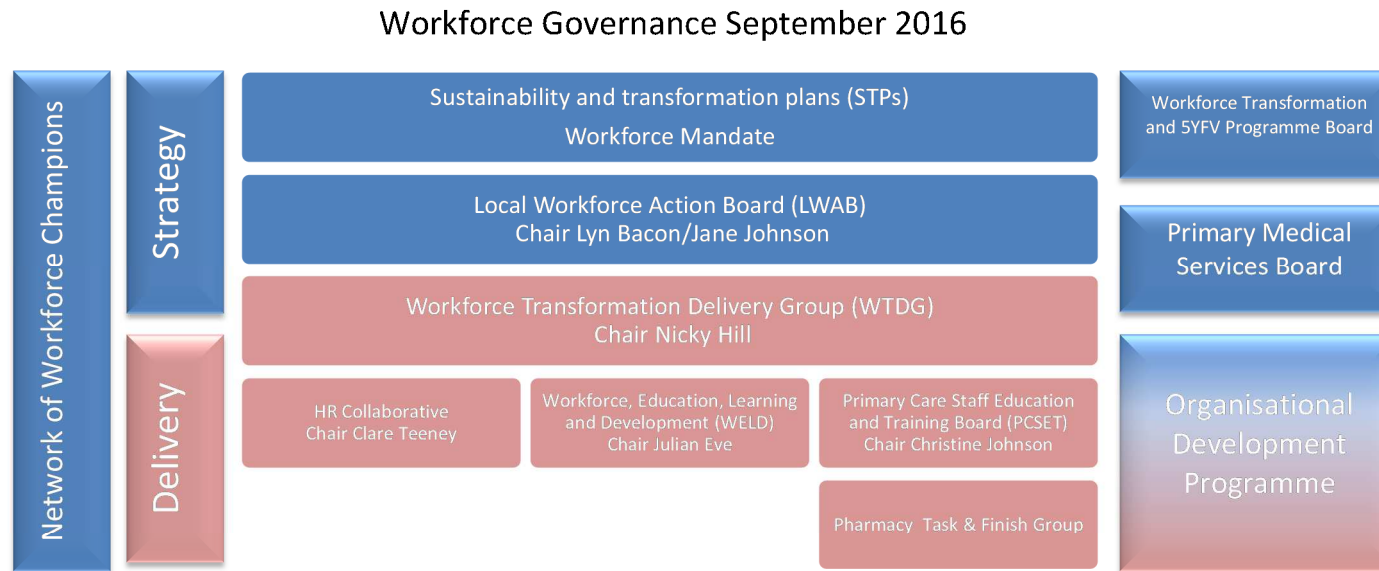 Workforce Governance September 2016
Network of Workforce Champions
Strategy
Delivery
Sustainability and transformation plans (STPs)
Workforce Mandate
Local Workforce Action Board (LWAB)
Chair Lyn Bacon/Jane Johnson
Workforce Transformation Delivery Group (WTDG)
Chair Nicky Hill
HR Collaborative
Chair Clare Teeney
Workforce, Education, Learning
and Development (WELD)
Chair Julian Eve
Primary Care Staff Education
and Training Board (PCSET)
Chair Christine Johnson
Pharmacy Task & Finish Group
Workforce Transformation
and 5YFV Programme Board
Primary Medical
Services Board
Organisational
Development
Programme